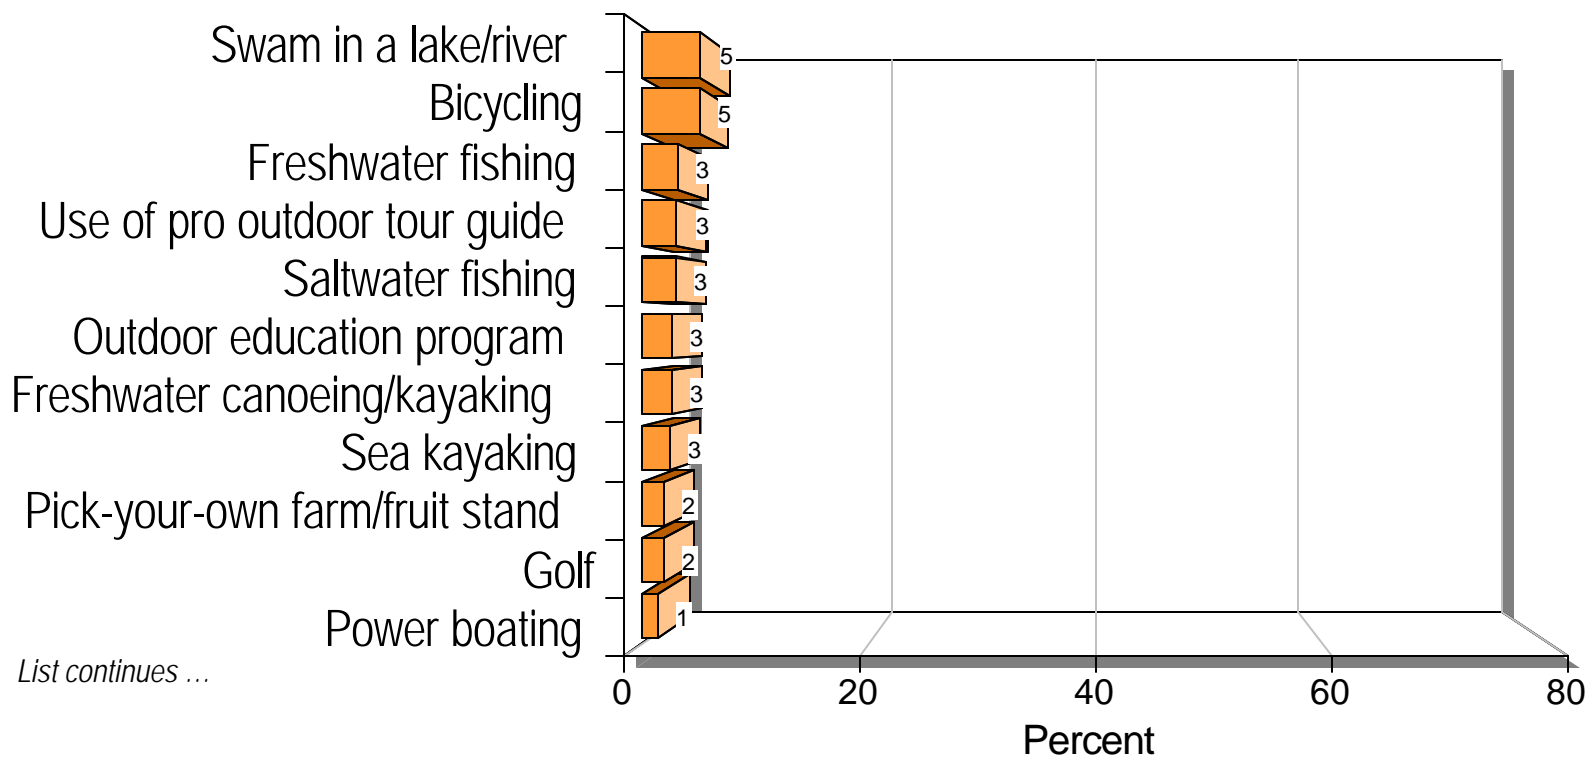 Swam in a lake/river 5
Bicycling 5
Freshwater fishing 3
Use of pro outdoor tour guide 3
Saltwater fishing 3
Outdoor education program 3
Freshwater canoeing/kayaking 3
Sea kayaking 3
Pick-your-own farm/fruit stand 2
Golf 2
Power boating 1
List continues …
0 20 40 60 80
Percent